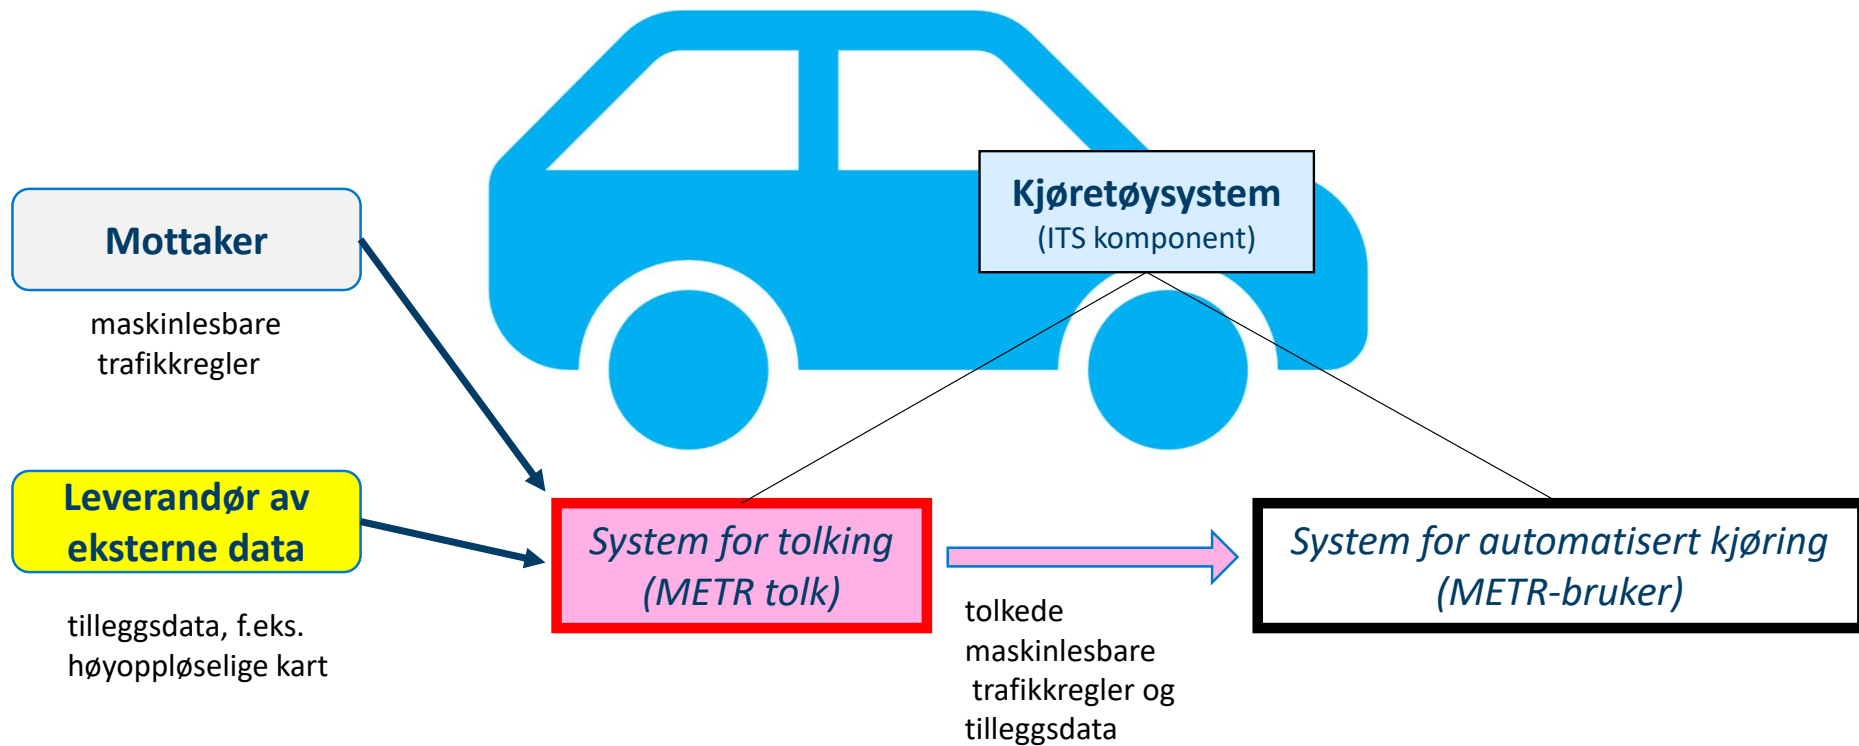 Kjøretøysystem
(ITS komponent)
Mottaker
maskinlesbare
trafikkregler
Leverandør av
eksterne data
tilleggsdata, f.eks.
høyoppløselige kart
System for tolking
(METR tolk)
tolkede
maskinlesbare
trafikkregler og
tilleggsdata
System for automatisert kjøring
(METR-bruker)